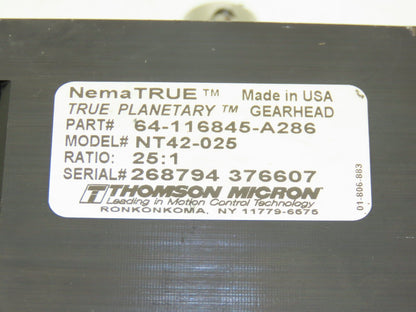 NemaTRUE™ Made in USA
TRUE PLANETARY™ GEARHEAD
PART# 64-116845-A286
MODEL# NT42-025
RATIO: 25:1
SERIAL# 268794 376607
THOMSON MICRON
Leading in Motion Control Technology
RONKONKOMA, NY 11779-6675
01-806-883